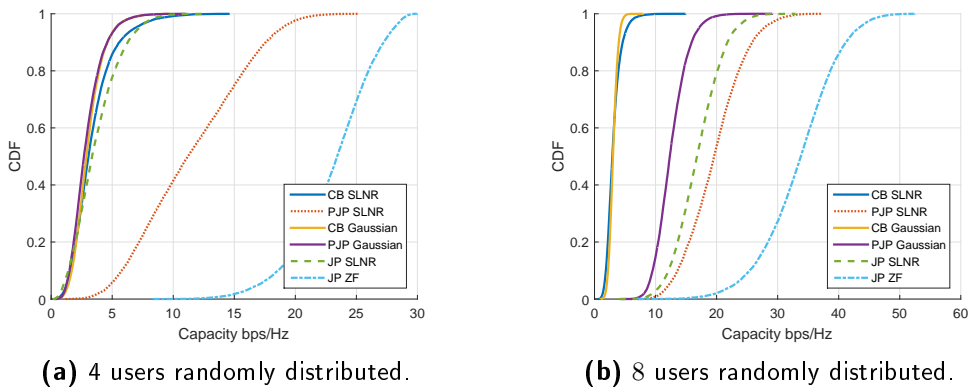 1
0.8
0.6
0.4
0.2
0
CDF
0 5 10 15 20 25 30
Capacity bps/Hz
CB SLNR
PJP SLNR
CB Gaussian
PJP Gaussian
JP SLNR
JP ZF
(a) 4 users randomly distributed.
1
0.8
0.6
0.4
0.2
0
CDF
0 10 20 30 40 50 60
Capacity bps/Hz
CB SLNR
PJP SLNR
CB Gaussian
PJP Gaussian
JP SLNR
JP ZF
(b) 8 users randomly distributed.